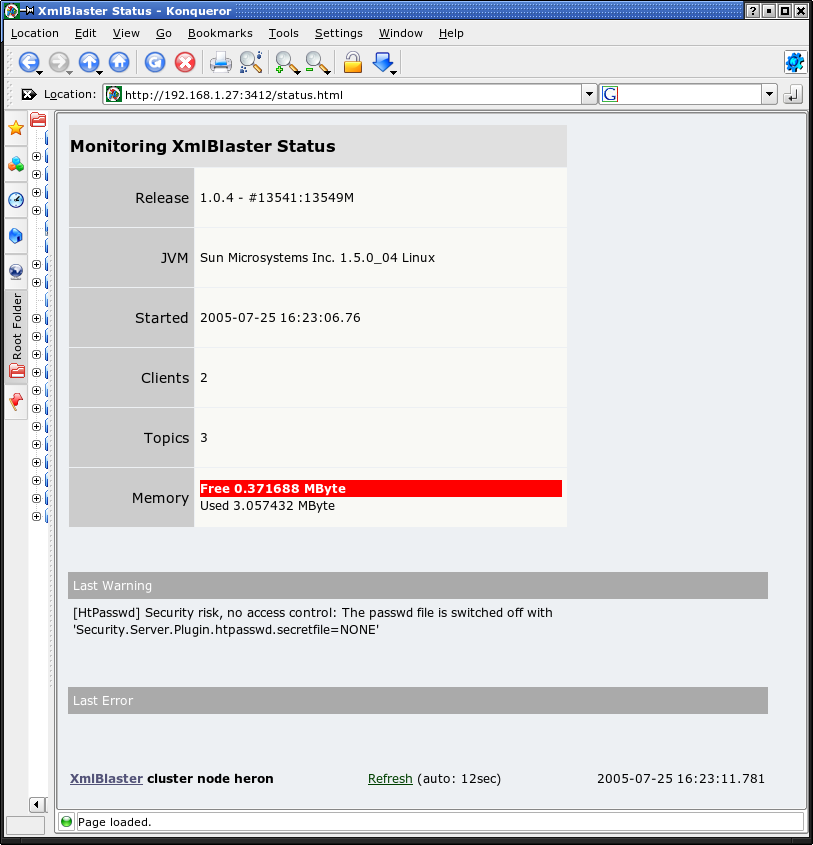 XmlBlaster Status - Konqueror
Location Edit View Go Bookmarks Tools Settings Window Help
Location: http://192.168.1.27:3412/status.html
G
Root Folder
Monitoring XmlBlaster Status
Release 1.0.4 - #13541:13549M
JVM Sun Microsystems Inc. 1.5.0_04 Linux
Started 2005-07-25 16:23:06.76
Clients 2
Topics 3
Memory
Free 0.371688 MByte
Used 3.057432 MByte
Last Warning
[HtPasswd] Security risk, no access control: The passwd file is switched off with
'Security.Server.Plugin.htpasswd.secretfile=NONE'
Last Error
XmlBlaster cluster node heron Refresh (auto: 12sec) 2005-07-25 16:23:11.781
Page loaded.